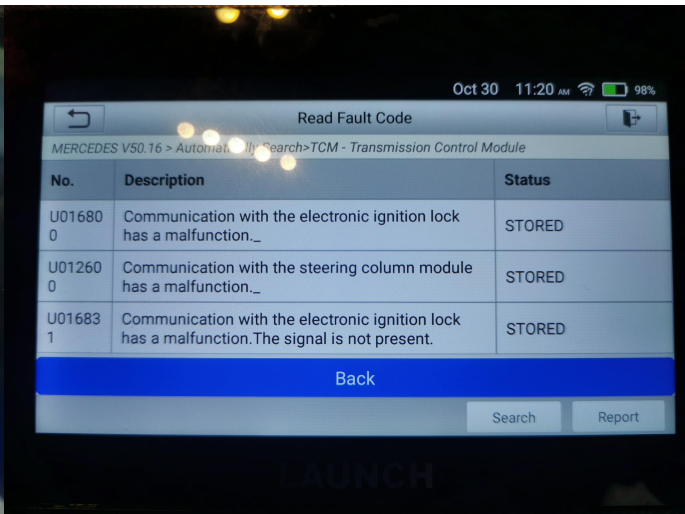 Oct 30 11:20 AM 98%
Read Fault Code
MERCEDES V50.16 > Automatically Search>TCM - Transmission Control Module
No. Description Status
U01680 Communication with the electronic ignition lock
0 has a malfunction._ STORED
U01260 Communication with the steering column module
0 has a malfunction._ STORED
U01683 Communication with the electronic ignition lock
1 has a malfunction.The signal is not present. STORED
Back
Search Report
LAUNCH